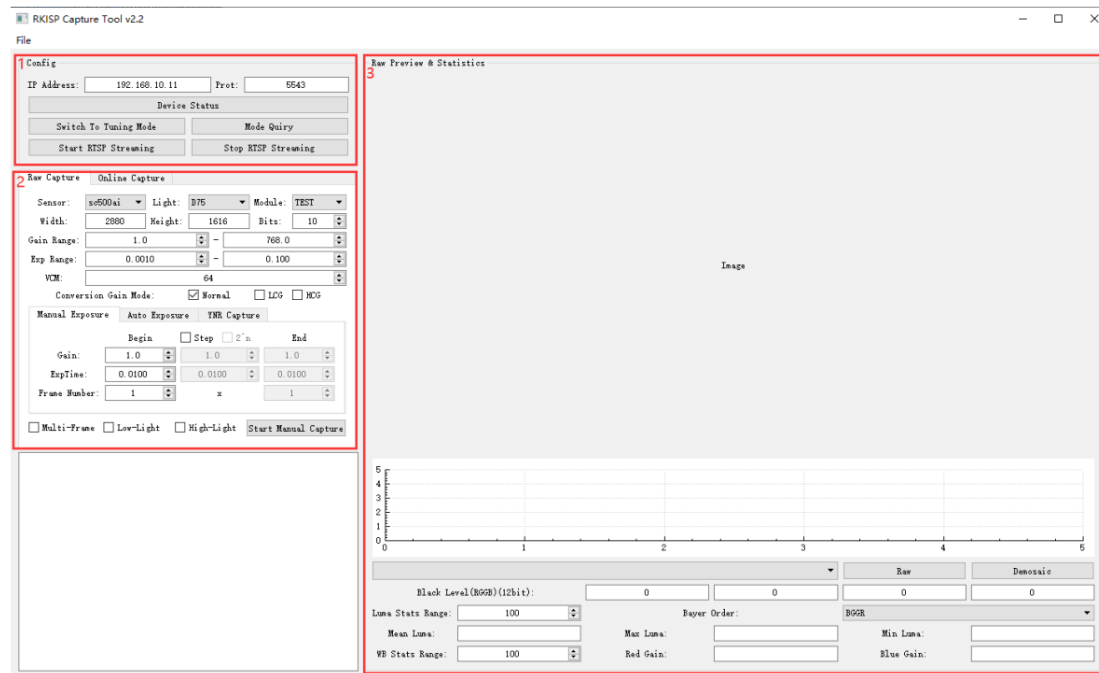 RKISP Capture Tool v2.2
File
1 Config
IP Address: 192.168.10.11 Prot: 5543
Device Status
Switch To Tuning Mode Mode Quiry
Start RTSP Streaming Stop RTSP Streaming
2 Raw Capture Online Capture
Sensor: sc500ai Light: D75 Module: TEST
Width: 2880 Height: 1616 Bits: 10
Gain Range: 1.0 - 768.0
Exp Range: 0.0010 - 0.100
VCM: 64
Conversion Gain Mode: Normal LCG HCG
Manual Exposure Auto Exposure YNR Capture
Begin Step 2^n End
Gain: 1.0 1.0 1.0
ExpTime: 0.0100 0.0100 0.0100
Frame Number: 1 x 1
Multi-Frame Low-Light High-Light Start Manual Capture
Raw Preview & Statistics
3
Image
5
4
3
2
1
0
0 1 2 3 4 5
Raw Demosaic
Black Level(RGGB)(12bit): 0 0 0 0
Luma Stats Range: 100 Bayer Order: BGGR
Mean Luma: Max Luma: Min Luma:
WB Stats Range: 100 Red Gain: Blue Gain: